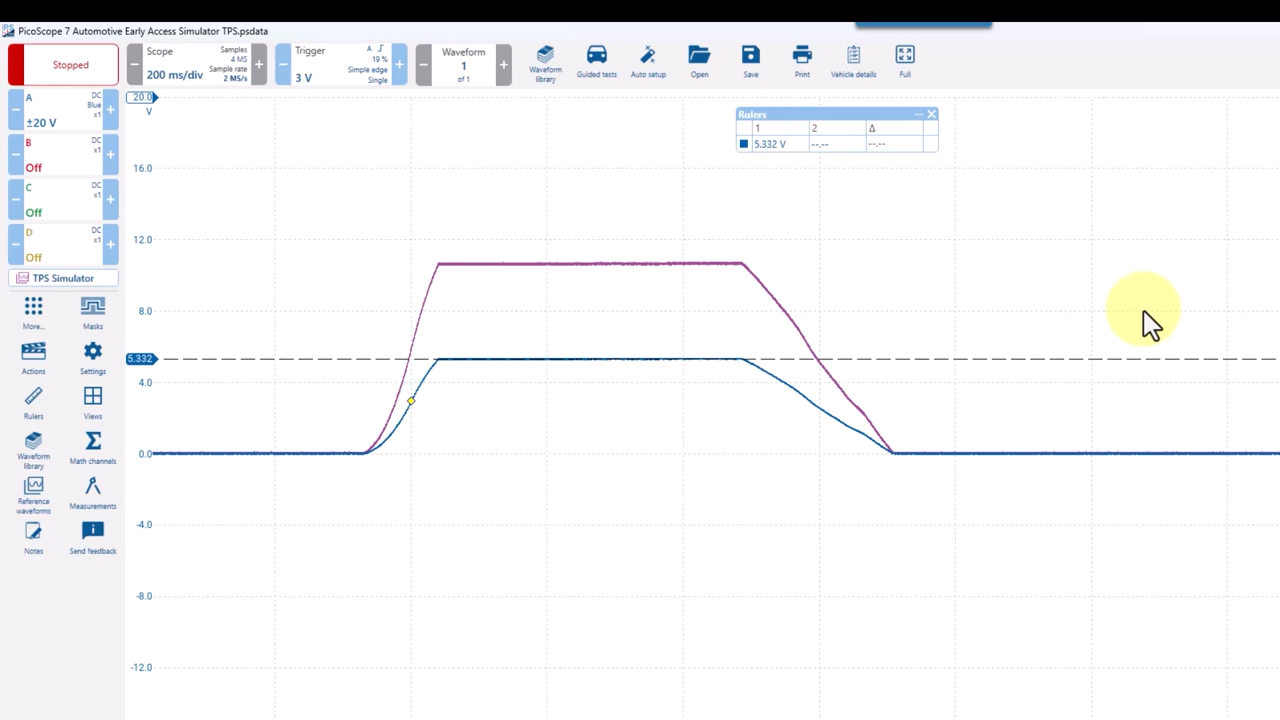 PicoScope 7 Automotive Early Access Simulator TPS.psdata
Stopped
Scope
200 ms/div
Samples
4 MS
Sample rate
2 MS/s
Trigger
3 V
A
19 %
Simple edge
Single
Waveform
1
of 1
Waveform
library
Guided tests
Auto setup
Open
Save
Print
Vehicle details
Full
A
DC
Blue
x1
±20 V
B
DC
x1
Off
C
DC
x1
Off
D
DC
x1
Off
TPS Simulator
More...
Masks
Actions
Settings
Rulers
Views
Waveform
library
Math channels
Reference
waveforms
Measurements
Notes
Send feedback
20.0
V
16.0
12.0
8.0
5.332
4.0
0.0
-4.0
-8.0
-12.0
Rulers
1 2 Δ
5.332 V --.-- --.--